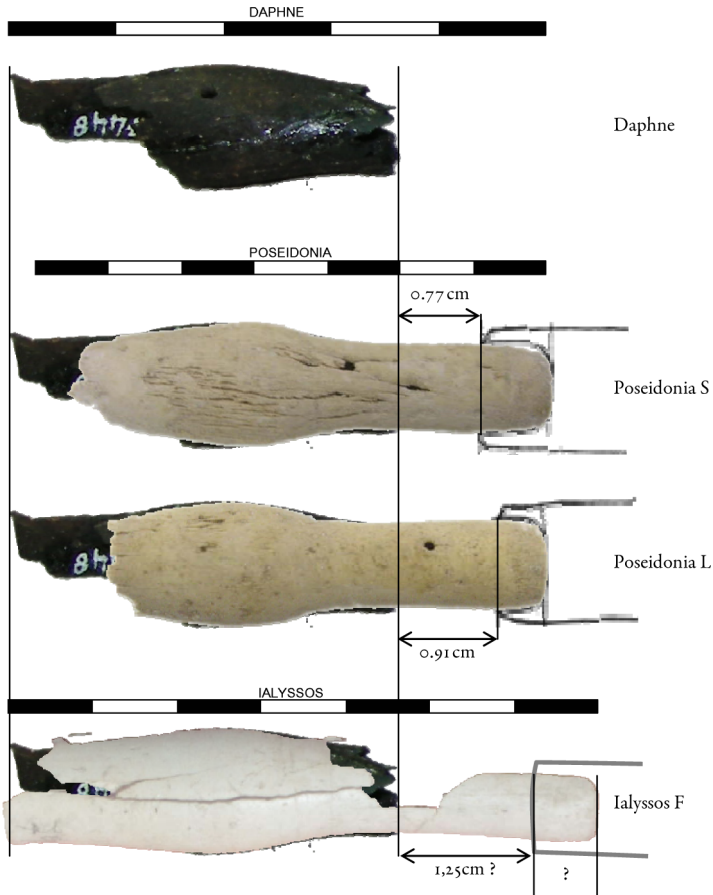 DAPHNE
Daphne
POSEIDONIA
0.77 cm
Poseidonia S
Poseidonia L
0.91 cm
IALYSSOS
Ialyssos F
1,25cm ?
?